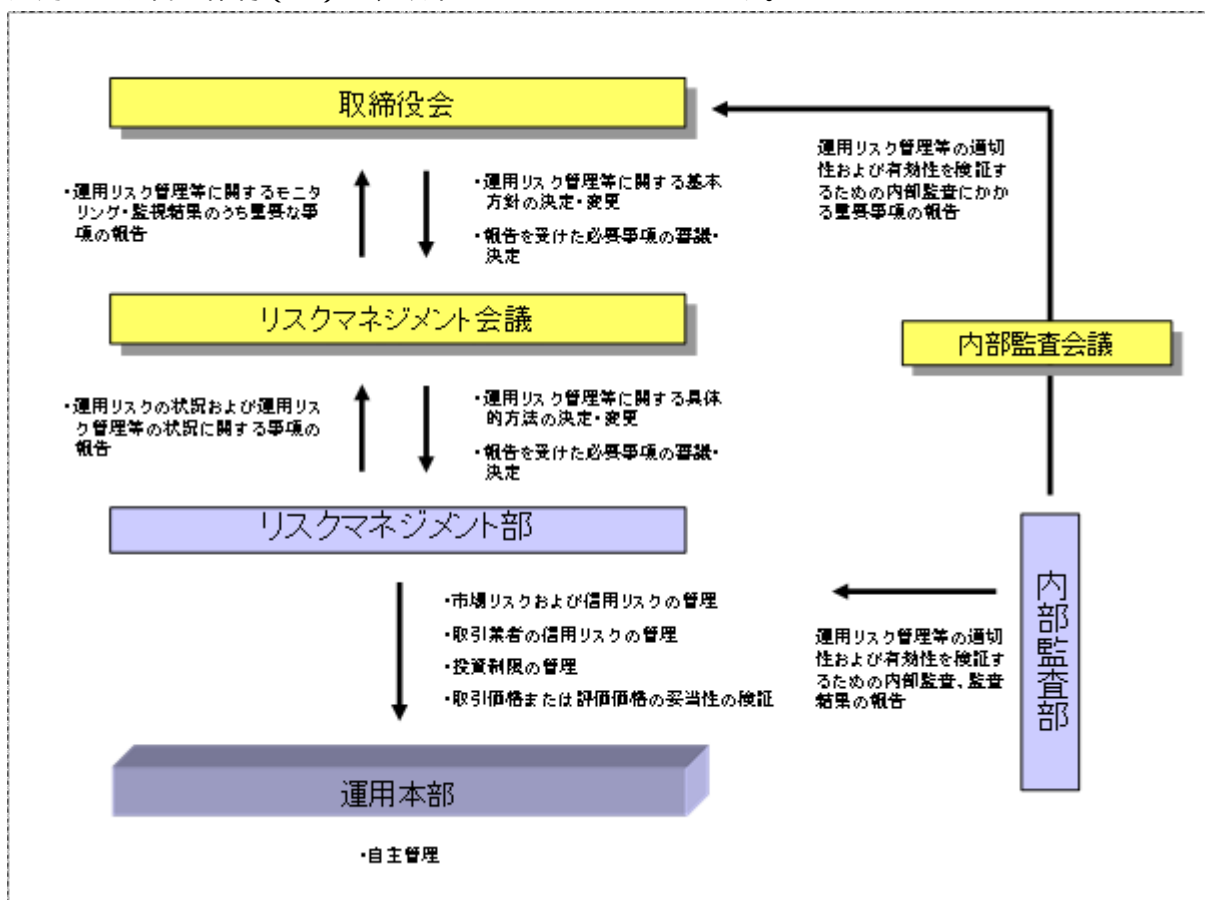 取締役会
・運用リスク管理等に関するモニタ
リング・監視結果のうち重要な事
項の報告
・運用リスク管理等に関する基本
方針の決定・変更
・報告を受けた必要事項の審議・
決定
運用リスク管理等の適切
性および有効性を検証す
るための内部監査にかか
る重要事項の報告
リスクマネジメント会議
内部監査会議
・運用リスクの状況および運用リス
ク管理等の状況に関する事項の
報告
・運用リスク管理等に関する具体
的方法の決定・変更
・報告を受けた必要事項の審議・
決定
リスクマネジメント部
・市場リスクおよび信用リスクの管理
・取引業者の信用リスクの管理
・投資制限の管理
・取引価格または評価価格の妥当性の検証
運用リスク管理等の適切
性および有効性を検証す
るための内部監査、監査
結果の報告
内部監査部
運用本部
・自主管理